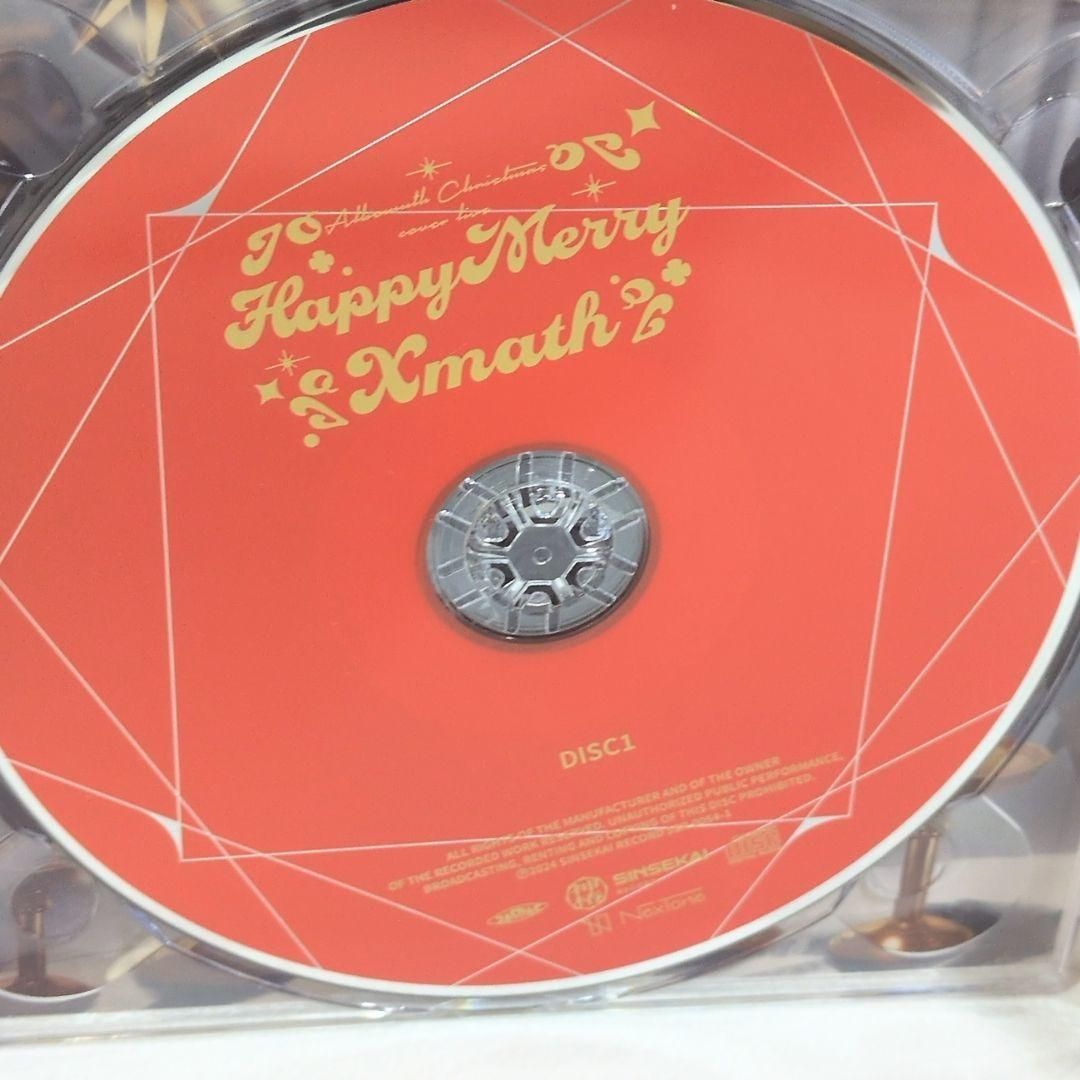 Albemuth Christmas
cover live
Happy Merry
Xmath
DISC1
ALL RIGHTS OF THE MANUFACTURER AND OF THE OWNER
OF THE RECORDED WORK RESERVED. UNAUTHORIZED PUBLIC PERFORMANCE,
BROADCASTING, RENTING AND COPYING OF THIS DISC PROHIBITED.
Ⓟ2024 SINSEKAI RECORD
SINSEKAI
NexTone